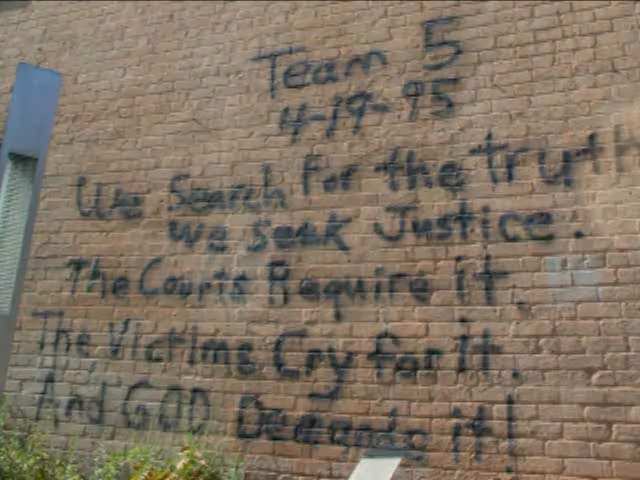 Team 5
4-19-95
We Search For the truth
We Seek Justice.
The Courts Require it.
The Victims Cry for it.
And GOD Demands it!